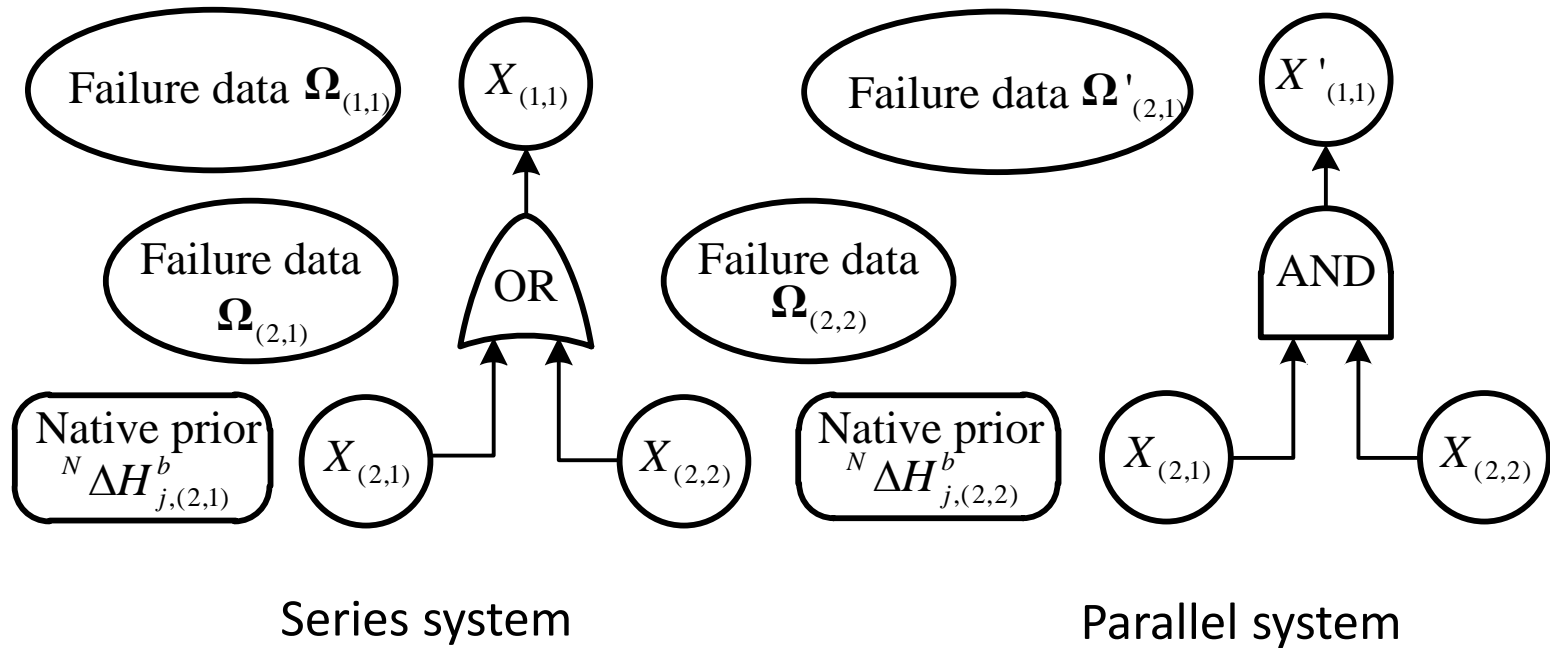 Failure data Ω(1,1)
X(1,1)
Failure data Ω'(2,1)
X'(1,1)
Failure data
Ω(2,1)
OR
Failure data
Ω(2,2)
AND
Native prior
N ΔH b j,(2,1)
X(2,1)
X(2,2)
Native prior
N ΔH b j,(2,2)
X(2,1)
X(2,2)
Series system
Parallel system